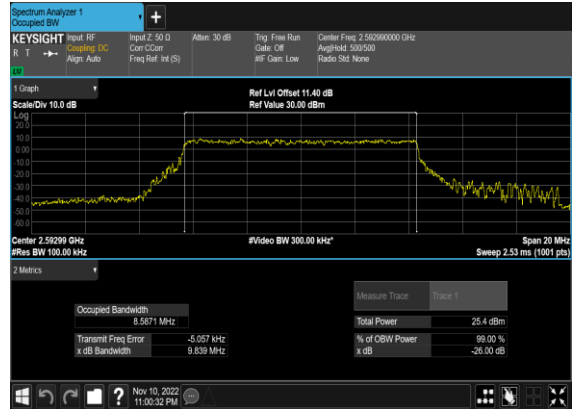 Spectrum Analyzer 1
Occupied BW
+
KEYSIGHT
R T
Input: RF
Coupling: DC
Align: Auto
Input Z: 50 Ω
Corr CCorr
Freq Ref: Int (S)
Atten: 30 dB
Trig: Free Run
Gate: Off
#IF Gain: Low
Center Freq: 2.592990000 GHz
Avg|Hold: 500/500
Radio Std: None
1 Graph
Ref Lvl Offset 11.40 dB
Scale/Div 10.0 dB
Ref Value 30.00 dBm
Log
20.0
10.0
0.00
-10.0
-20.0
-30.0
-40.0
-50.0
-60.0
Center 2.59299 GHz
#Video BW 300.00 kHz*
Span 20 MHz
#Res BW 100.00 kHz
Sweep 2.53 ms (1001 pts)
2 Metrics
Measure Trace
Trace 1
Occupied Bandwidth
8.5871 MHz
Total Power
25.4 dBm
Transmit Freq Error
-5.057 kHz
% of OBW Power
99.00 %
x dB Bandwidth
9.839 MHz
x dB
-26.00 dB
?
Nov 10, 2022
11:00:32 PM